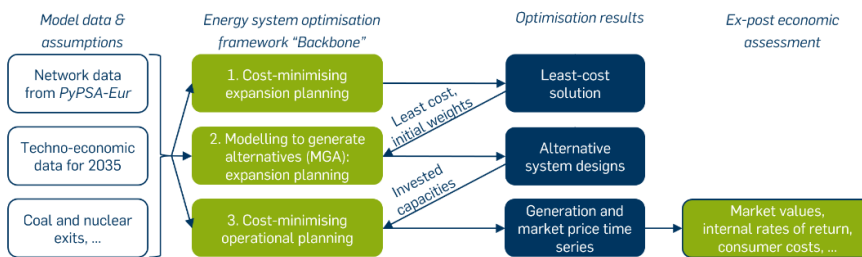 Model data &
assumptions
Energy system optimisation
framework “Backbone”
Optimisation results
Ex-post economic
assessment
Network data
from PyPSA-Eur
1. Cost-minimising
expansion planning
Least-cost
solution
Least cost,
initial weights
Techno-economic
data for 2035
2. Modelling to generate
alternatives (MGA):
expansion planning
Alternative
system designs
Invested
capacities
Coal and nuclear
exits, ...
3. Cost-minimising
operational planning
Generation and
market price time
series
Market values,
internal rates of return,
consumer costs, ...